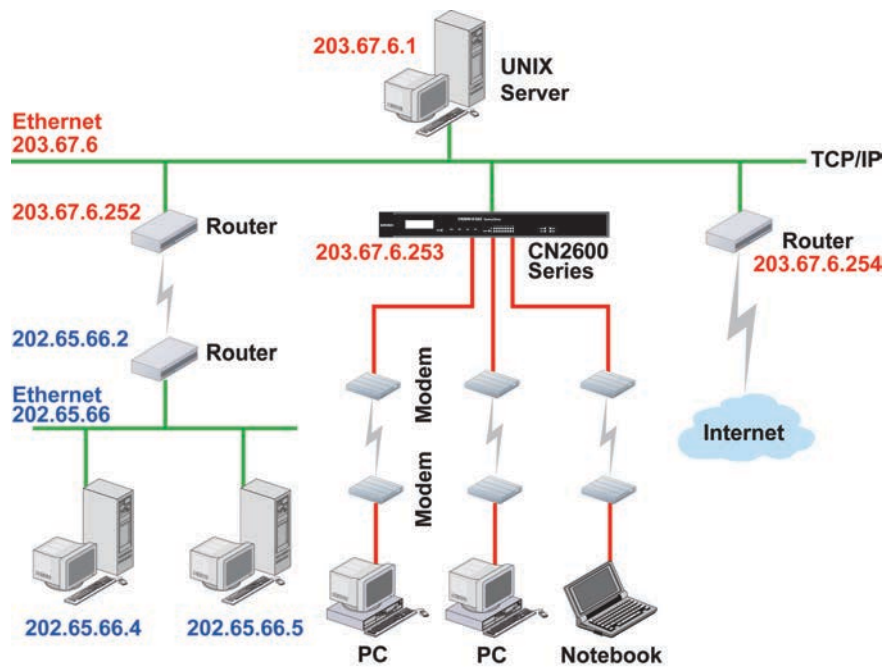 203.67.6.1
UNIX
Server
Ethernet
203.67.6
TCP/IP
203.67.6.252
Router
203.67.6.253
CN2600
Series
Router
203.67.6.254
202.65.66.2
Router
Modem
Modem
Ethernet
202.65.66
Internet
202.65.66.4
202.65.66.5
PC
PC
Notebook